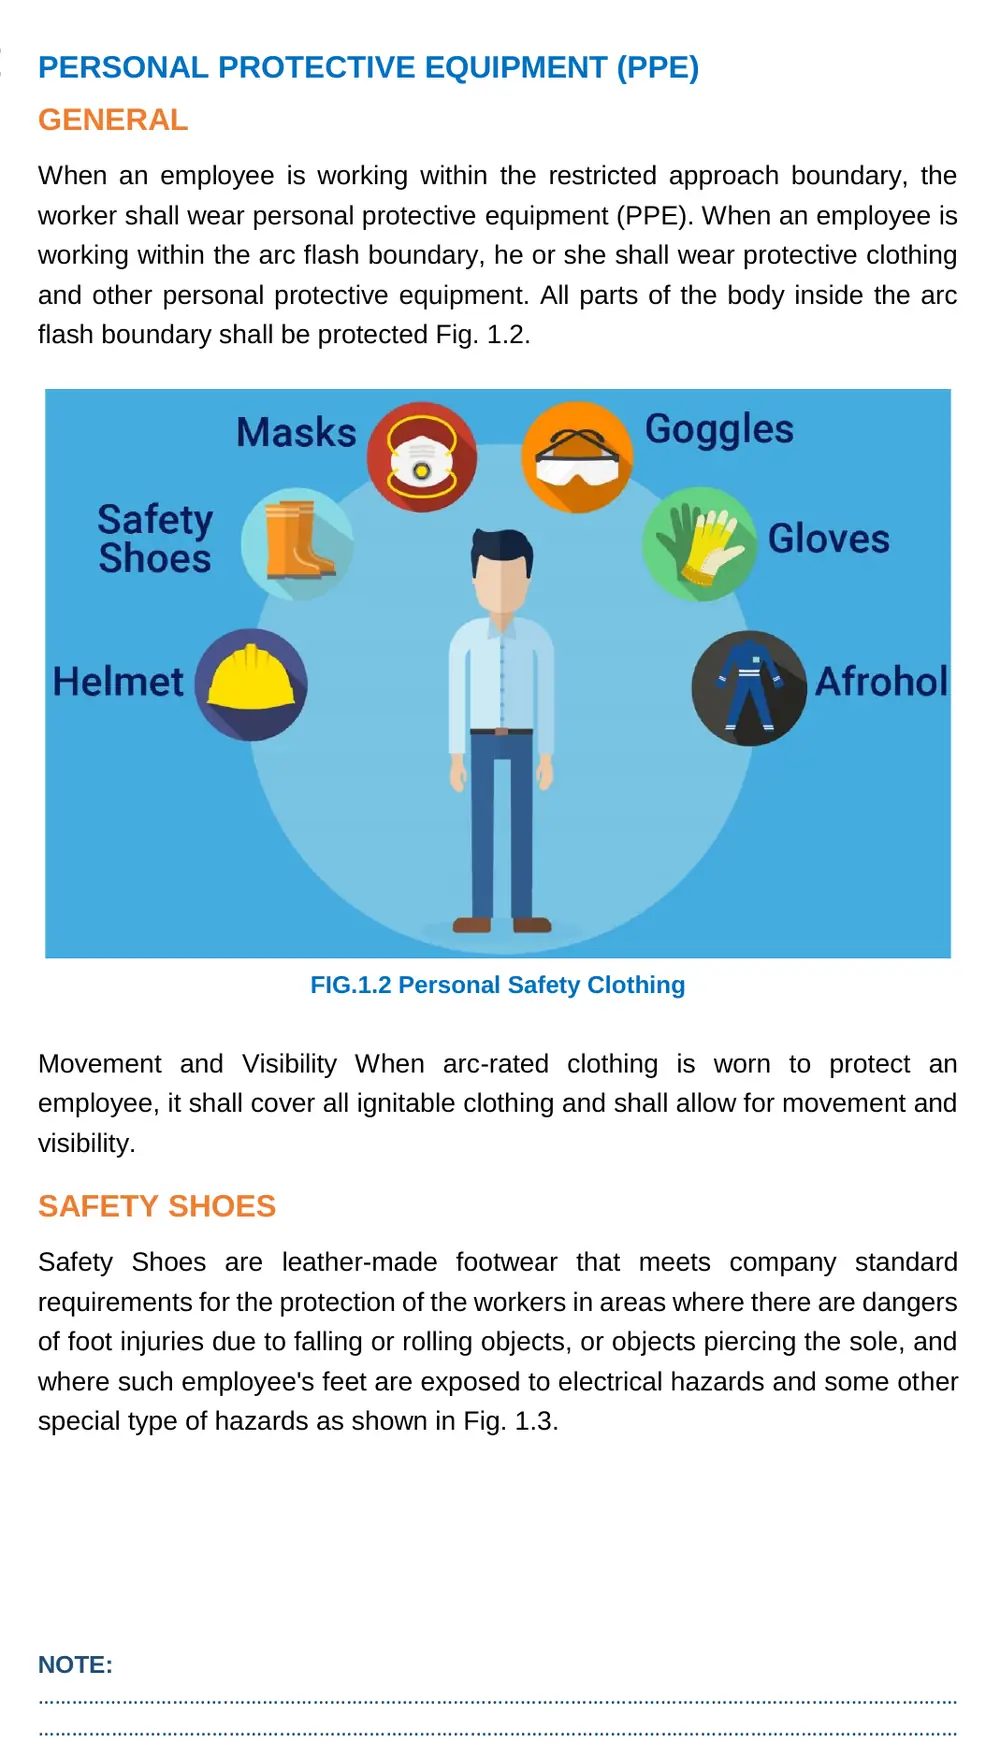 PERSONAL PROTECTIVE EQUIPMENT (PPE)
GENERAL
When an employee is working within the restricted approach boundary, the
worker shall wear personal protective equipment (PPE). When an employee is
working within the arc flash boundary, he or she shall wear protective clothing
and other personal protective equipment. All parts of the body inside the arc
flash boundary shall be protected Fig. 1.2.
Masks
Goggles
Safety
Shoes
Gloves
Helmet
Afrohol
FIG.1.2 Personal Safety Clothing
Movement and Visibility When arc-rated clothing is worn to protect an
employee, it shall cover all ignitable clothing and shall allow for movement and
visibility.
SAFETY SHOES
Safety Shoes are leather-made footwear that meets company standard
requirements for the protection of the workers in areas where there are dangers
of foot injuries due to falling or rolling objects, or objects piercing the sole, and
where such employee's feet are exposed to electrical hazards and some other
special type of hazards as shown in Fig. 1.3.
NOTE:
………………………………………………………………………………………………………………
………………………………………………………………………………………………………………